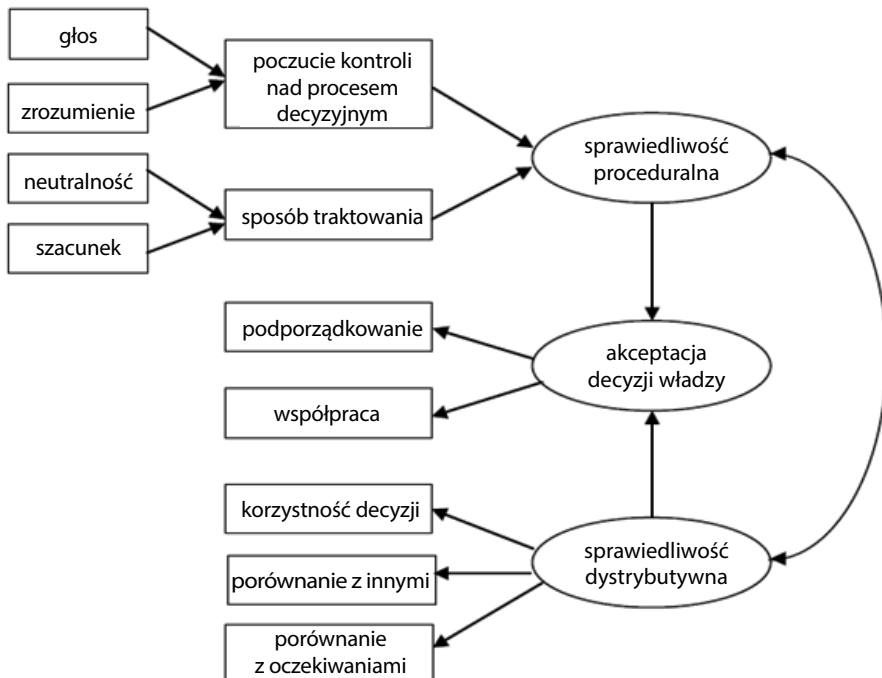 głos
zrozumienie
neutralność
szacunek
poczucie kontroli
nad procesem
decyzyjnym
sposób traktowania
sprawiedliwość
proceduralna
podporządkowanie
współpraca
akceptacja
decyzji władzy
korzystność decyzji
porównanie z innymi
porównanie
z oczekiwaniami
sprawiedliwość
dystrybutywna